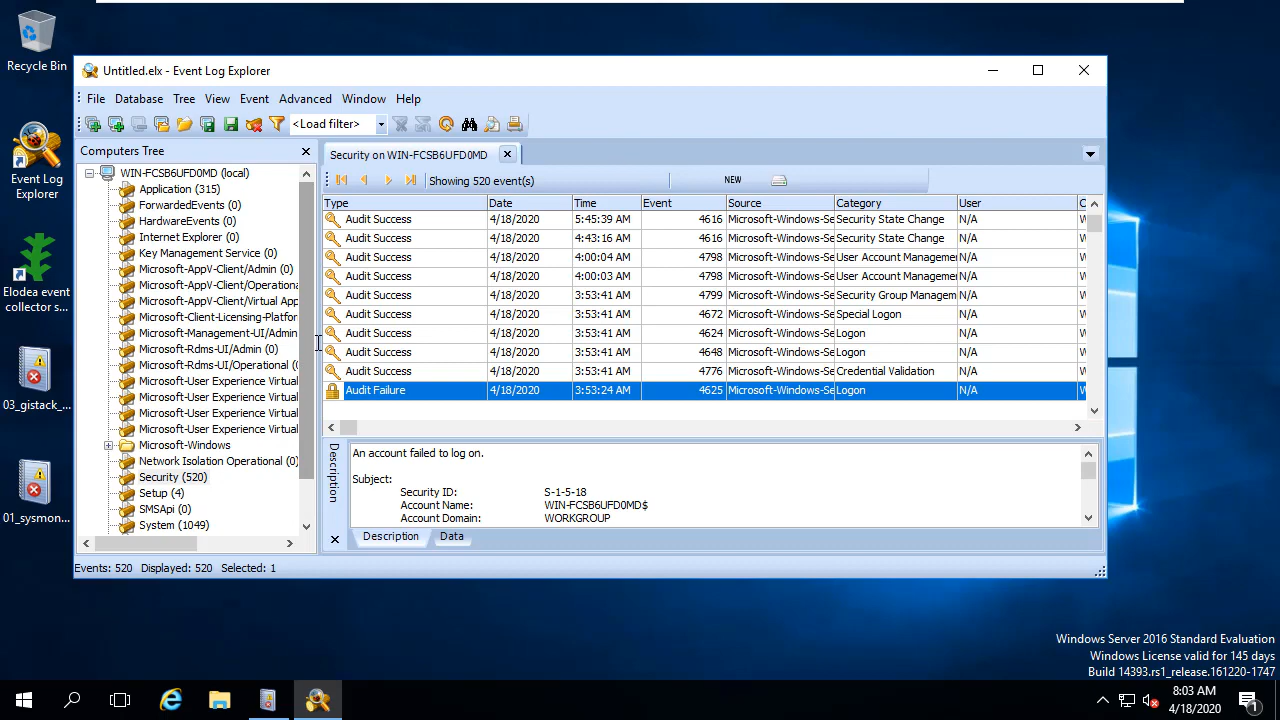 Recycle Bin
Event Log
Explorer
Elodea event
collector s...
03_gistack_...
01_sysmon_...
Untitled.elx - Event Log Explorer
File Database Tree View Event Advanced Window Help
<Load filter>
Computers Tree
WIN-FCSB6UFD0MD (local)
Application (315)
ForwardedEvents (0)
HardwareEvents (0)
Internet Explorer (0)
Key Management Service (0)
Microsoft-AppV-Client/Admin (0)
Microsoft-AppV-Client/Operationa
Microsoft-AppV-Client/Virtual App
Microsoft-Client-Licensing-Platfor
Microsoft-Management-UI/Admin
Microsoft-Rdms-UI/Admin (0)
Microsoft-Rdms-UI/Operational (0
Microsoft-User Experience Virtual
Microsoft-User Experience Virtual
Microsoft-User Experience Virtual
Microsoft-User Experience Virtual
Microsoft-Windows
Network Isolation Operational (0)
Security (520)
Setup (4)
SMSApi (0)
System (1049)
Security on WIN-FCSB6UFD0MD
Showing 520 event(s) NEW
Type Date Time Event Source Category User C
Audit Success 4/18/2020 5:45:39 AM 4616 Microsoft-Windows-Se Security State Change N/A W
Audit Success 4/18/2020 4:43:16 AM 4616 Microsoft-Windows-Se Security State Change N/A W
Audit Success 4/18/2020 4:00:04 AM 4798 Microsoft-Windows-Se User Account Manageme N/A W
Audit Success 4/18/2020 4:00:03 AM 4798 Microsoft-Windows-Se User Account Manageme N/A W
Audit Success 4/18/2020 3:53:41 AM 4799 Microsoft-Windows-Se Security Group Managem N/A W
Audit Success 4/18/2020 3:53:41 AM 4672 Microsoft-Windows-Se Special Logon N/A W
Audit Success 4/18/2020 3:53:41 AM 4624 Microsoft-Windows-Se Logon N/A W
Audit Success 4/18/2020 3:53:41 AM 4648 Microsoft-Windows-Se Logon N/A W
Audit Success 4/18/2020 3:53:41 AM 4776 Microsoft-Windows-Se Credential Validation N/A W
Audit Failure 4/18/2020 3:53:24 AM 4625 Microsoft-Windows-Se Logon N/A W
Description
An account failed to log on.
Subject:
Security ID: S-1-5-18
Account Name: WIN-FCSB6UFD0MD$
Account Domain: WORKGROUP
Description Data
Events: 520 Displayed: 520 Selected: 1
Windows Server 2016 Standard Evaluation
Windows License valid for 145 days
Build 14393.rs1_release.161220-1747
8:03 AM
4/18/2020
1